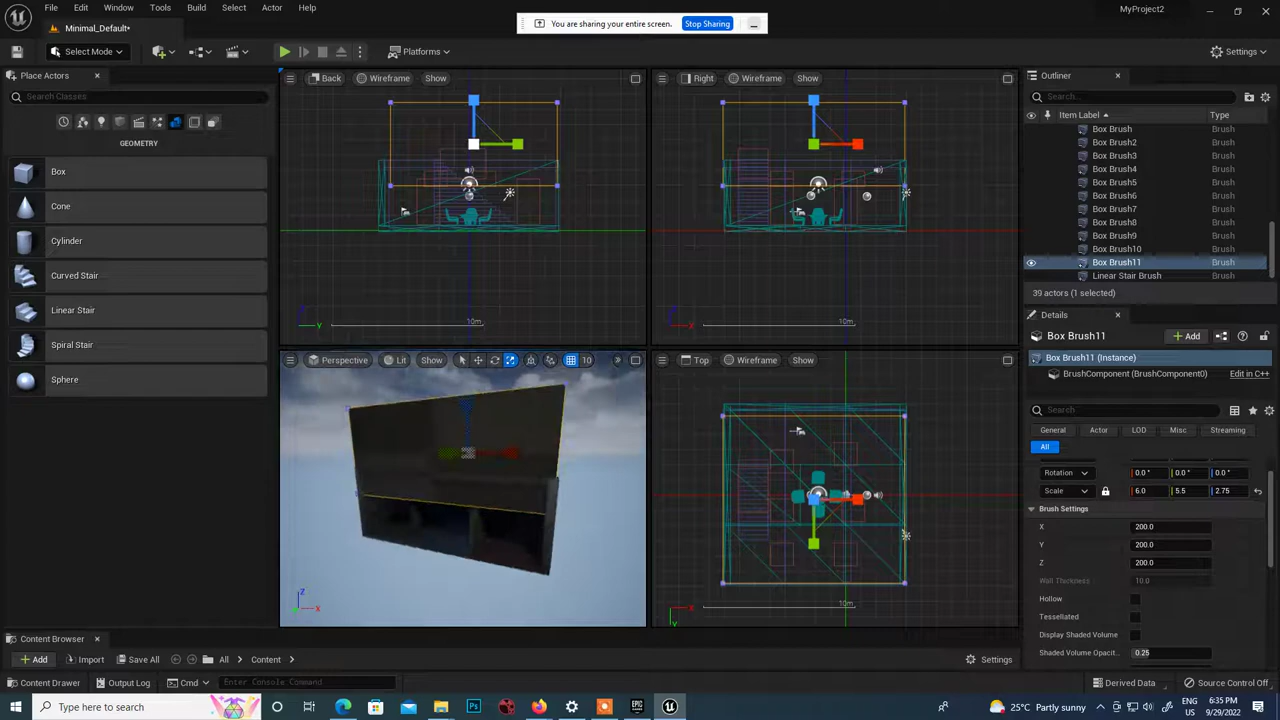 File Edit Window Tools Build Select Actor Help
MyProject2
Minimal_Default*
You are sharing your entire screen. Stop Sharing
Select Mode
Platforms
Settings
Place Actors
Search Classes
Box
Cone
Cylinder
Curved Stair
Linear Stair
Spiral Stair
Sphere
Back Wireframe Show
Y
10m
Right Wireframe Show
X
10m
Perspective Lit Show
10
Z
X
Top Wireframe Show
10m
X
Y
Outliner
Search...
Item Label Type
Box Brush Brush
Box Brush2 Brush
Box Brush3 Brush
Box Brush4 Brush
Box Brush5 Brush
Box Brush6 Brush
Box Brush7 Brush
Box Brush8 Brush
Box Brush9 Brush
Box Brush10 Brush
Box Brush11 Brush
Linear Stair Brush Brush
39 actors (1 selected)
Details
Box Brush11
Add
Box Brush11 (Instance)
BrushComponent (BrushComponent0) Edit in C++
Search
General Actor LOD Misc Streaming
All
Rotation 0.0 ° 0.0 ° 0.0 °
Scale 6.0 5.5 2.75
Brush Settings
X 200.0
Y 200.0
Z 200.0
Wall Thickness 10.0
Hollow
Tessellated
Display Shaded Volume
Shaded Volume Opacit... 0.25
Content Browser
Add Import Save All All Content
Settings
Content Drawer Output Log Cmd Enter Console Command
Derived Data Source Control Off
Type here to search
Ps
EPIC GAMES
25°C Partly sunny
ENG
6:35 PM
9/29/2022